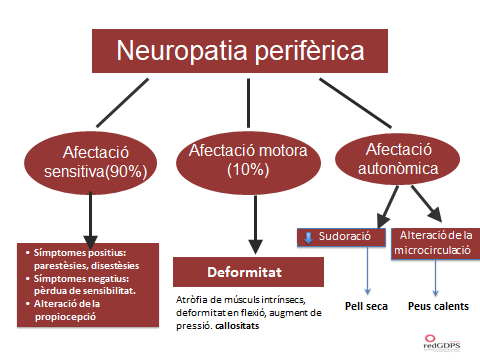 Neuropatia perifèrica
Afectació
sensitiva(90%)
Afectació motora
(10%)
Afectació
autonòmica
• Símptomes positius:
parestèsies, disestèsies
• Símptomes negatius:
pèrdua de sensibilitat.
• Alteració de la
propiocepció
Deformitat
Atròfia de músculs intrínsecs,
deformitat en flexió, augment de
pressió. callositats
Sudoració
Alteració de la
microcirculació
Pell seca
Peus calents
redGDPS